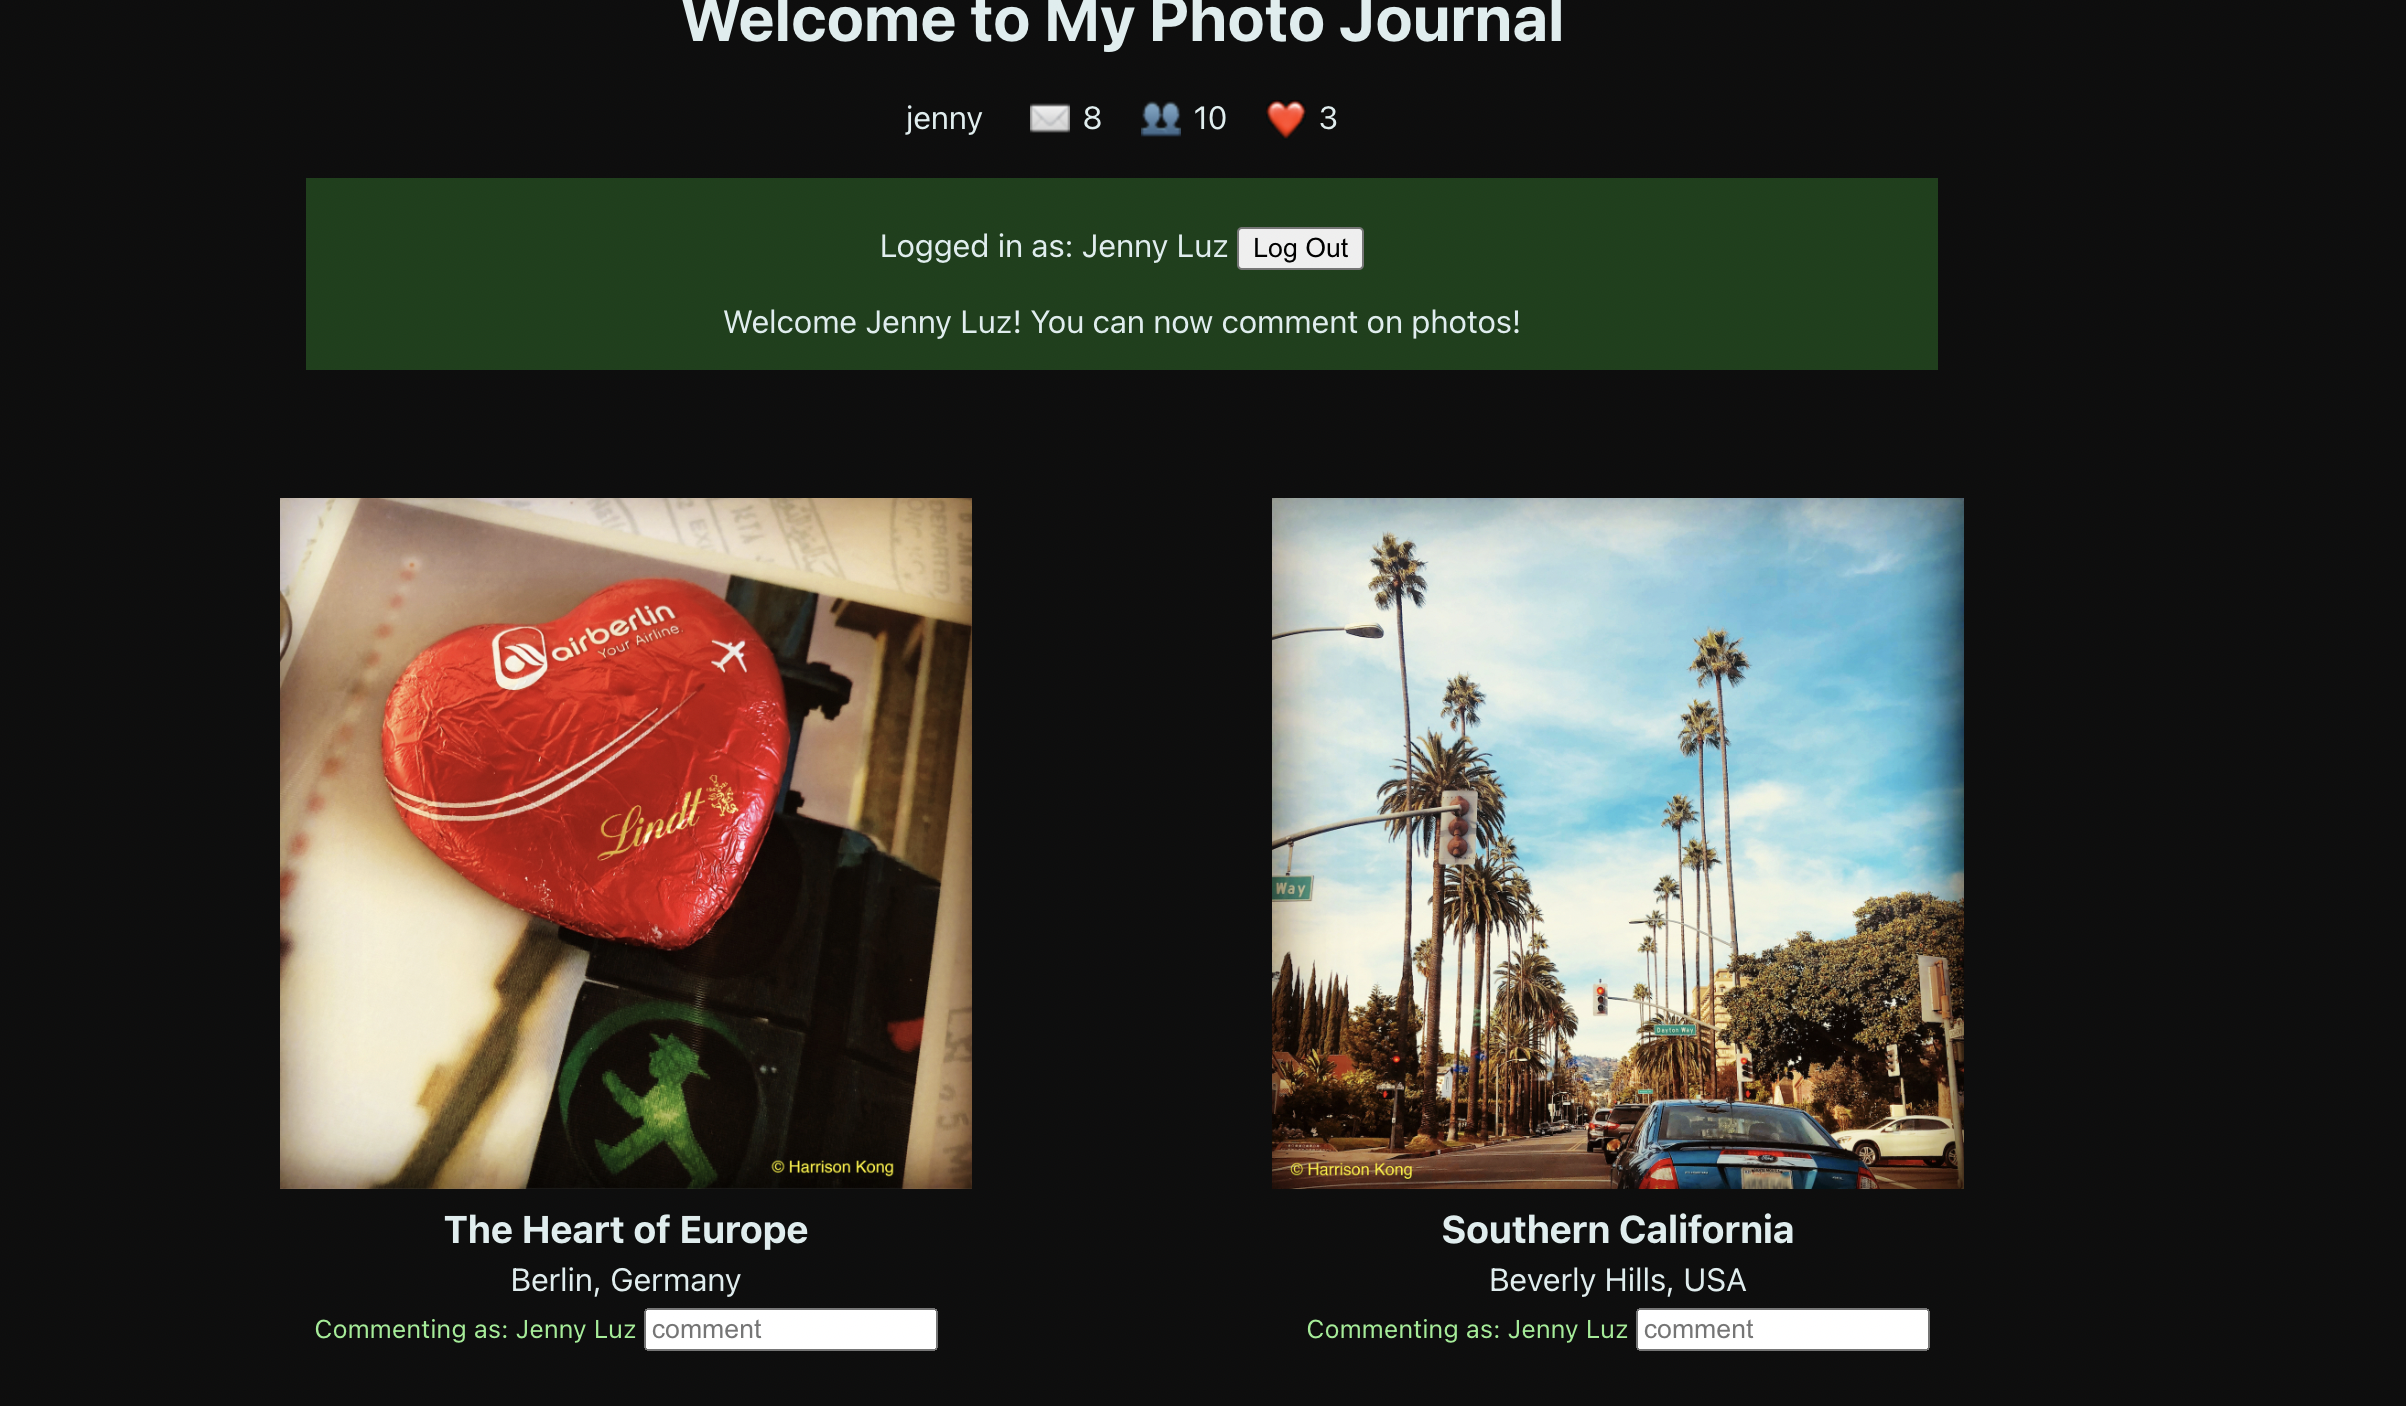 Welcome to My Photo Journal
jenny 8 10 3
Logged in as: Jenny Luz Log Out
Welcome Jenny Luz! You can now comment on photos!
airberlin
Your Airline.
Lindt
© Harrison Kong
Way
Dayton Way
© Harrison Kong
The Heart of Europe
Berlin, Germany
Commenting as: Jenny Luz comment
Southern California
Beverly Hills, USA
Commenting as: Jenny Luz comment